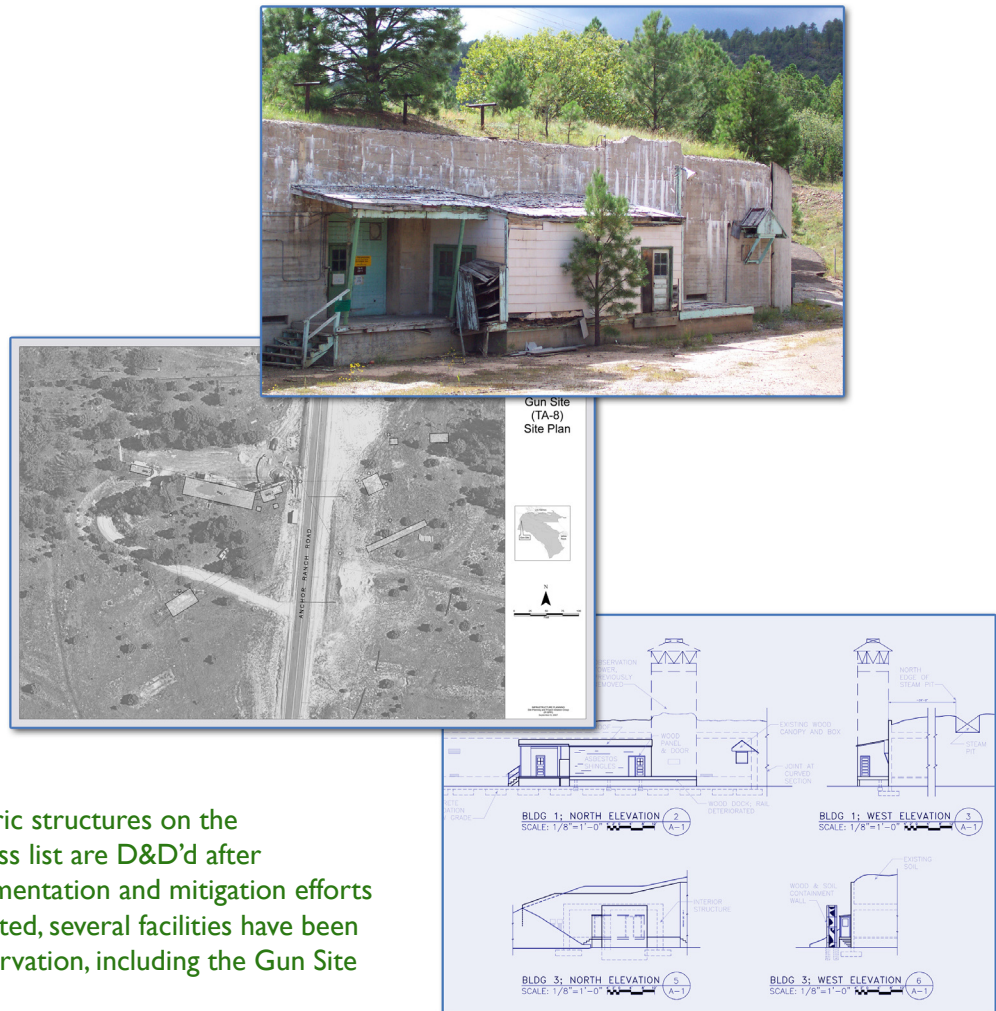 Gun Site
(TA-8)
Site Plan
ANCHOR RANCH ROAD
N
REMOVED
WOOD
PANEL
& DOOR
ASBESTOS
SHINGLES
EXISTING WOOD
CANOPY AND BOX
JOINT AT
CURVED
SECTION
WOOD DOCK, RAIL
DETERIORATED
GRADE
NORTH
EDGE OF
STEAM PIT
STEAM
PIT
BLDG 1; NORTH ELEVATION 2
SCALE: 1/8"=1'-0" A-1
BLDG 1; WEST ELEVATION 3
SCALE: 1/8"=1'-0" A-1
INTERIOR
STRUCTURE
WOOD & SOIL
CONTAINMENT
WALL
EXISTING
SOIL
BLDG 3; NORTH ELEVATION 5
SCALE: 1/8"=1'-0" A-1
BLDG 3; WEST ELEVATION 6
SCALE: 1/8"=1'-0" A-1
ric structures on the
ss list are D&D'd after
mentation and mitigation efforts
ted, several facilities have been
rvation, including the Gun Site